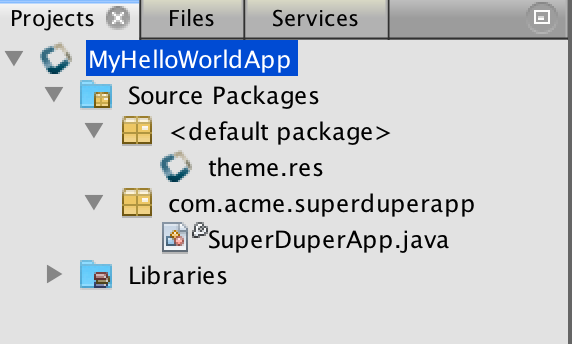 Projects Files Services
MyHelloWorldApp
Source Packages
<default package>
theme.res
com.acme.superduperapp
SuperDuperApp.java
Libraries